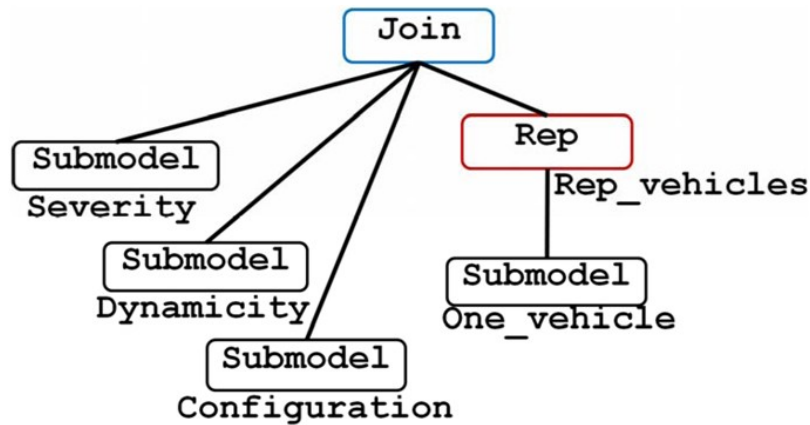 Join
Submodel
Severity
Rep
Rep_vehicles
Submodel
Dynamicity
Submodel
One_vehicle
Submodel
Configuration